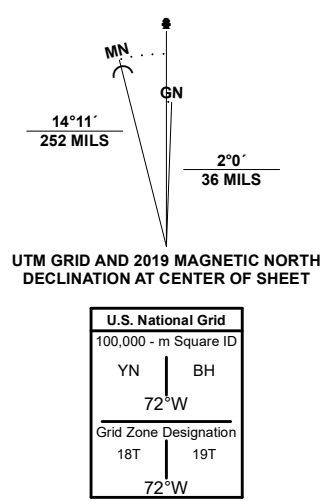 MN
GN
14°11´
252 MILS
2°0´
36 MILS
UTM GRID AND 2019 MAGNETIC NORTH
DECLINATION AT CENTER OF SHEET
U.S. National Grid
100,000 - m Square ID
YN BH
72°W
Grid Zone Designation
18T 19T
72°W